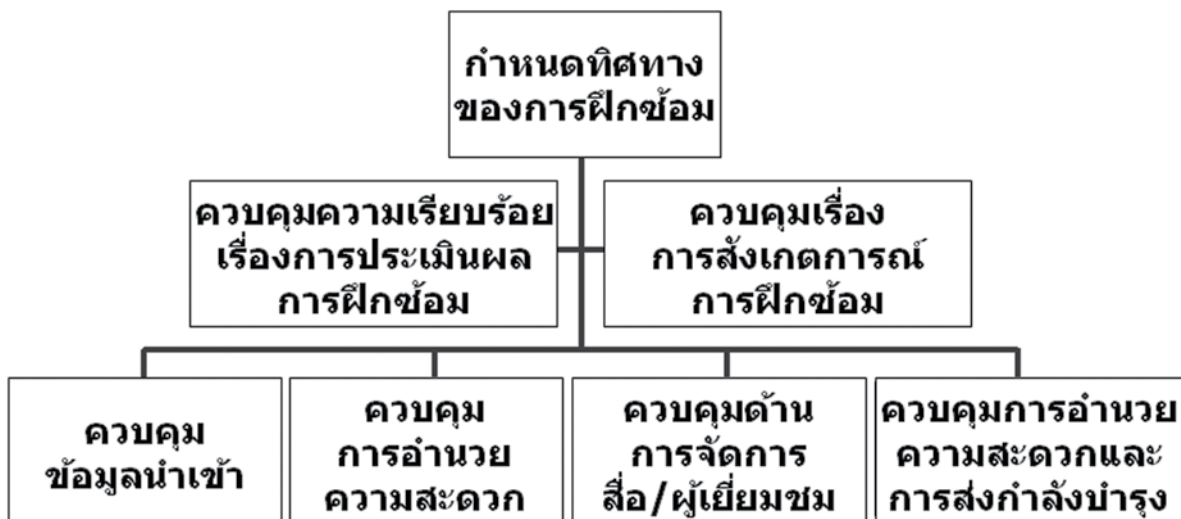 กำหนดทิศทาง
ของการฝึกซ้อม
ควบคุมความเรียบร้อย
เรื่องการประเมินผล
การฝึกซ้อม
ควบคุมเรื่อง
การสังเกตการณ์
การฝึกซ้อม
ควบคุม
ข้อมูลนำเข้า
ควบคุม
การอำนวย
ความสะดวก
ควบคุมด้าน
การจัดการ
สื่อ/ผู้เยี่ยมชม
ควบคุมการอำนวย
ความสะดวกและ
การส่งกำลังบำรุง